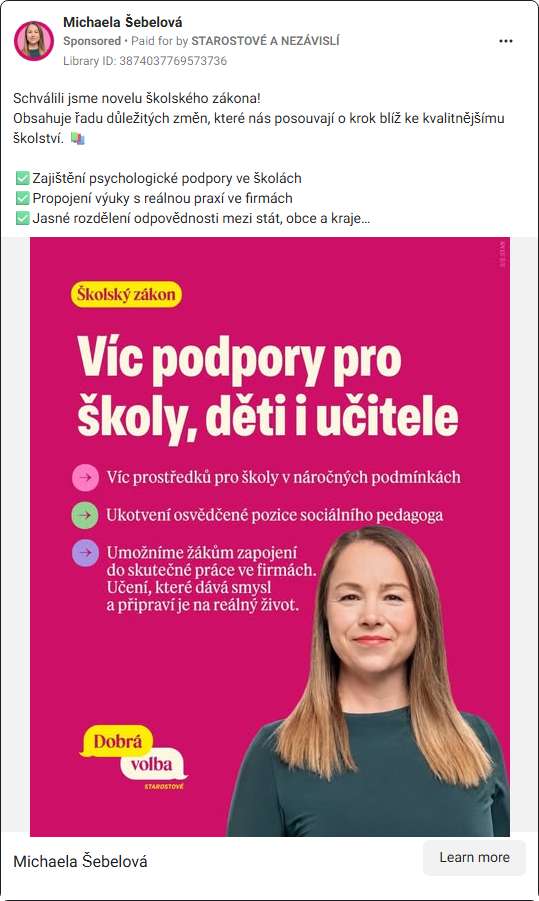 Michaela Šebelová
Sponsored • Paid for by STAROSTOVÉ A NEZÁVISLÍ
Library ID: 3874037769573736
Schválili jsme novelu školského zákona!
Obsahuje řadu důležitých změn, které nás posouvají o krok blíž ke kvalitnějšímu
školství. 📚
✅ Zajištění psychologické podpory ve školách
✅ Propojení výuky s reálnou praxí ve firmách
✅ Jasné rozdělení odpovědnosti mezi stát, obce a kraje…
Školský zákon
Víc podpory pro
školy, děti i učitele
Víc prostředků pro školy v náročných podmínkách
Ukotvení osvědčené pozice sociálního pedagoga
Umožníme žákům zapojení
do skutečné práce ve firmách.
Učení, které dává smysl
a připraví je na reálný život.
Dobrá
volba
STAROSTOVÉ
Michaela Šebelová
Learn more